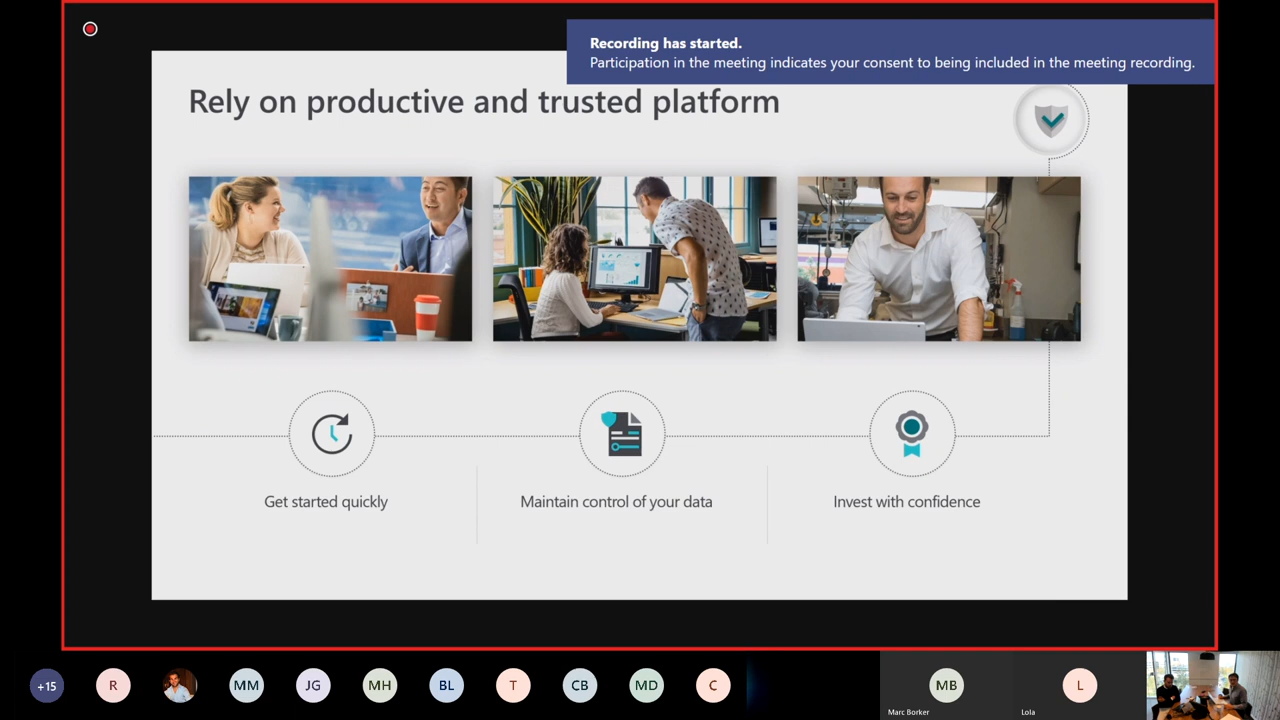 Recording has started.
Participation in the meeting indicates your consent to being included in the meeting recording.
Rely on productive and trusted platform
Get started quickly
Maintain control of your data
Invest with confidence
+15
R
MM
JG
MH
BL
T
CB
MD
C
MB
L
Marc Borker
Lola